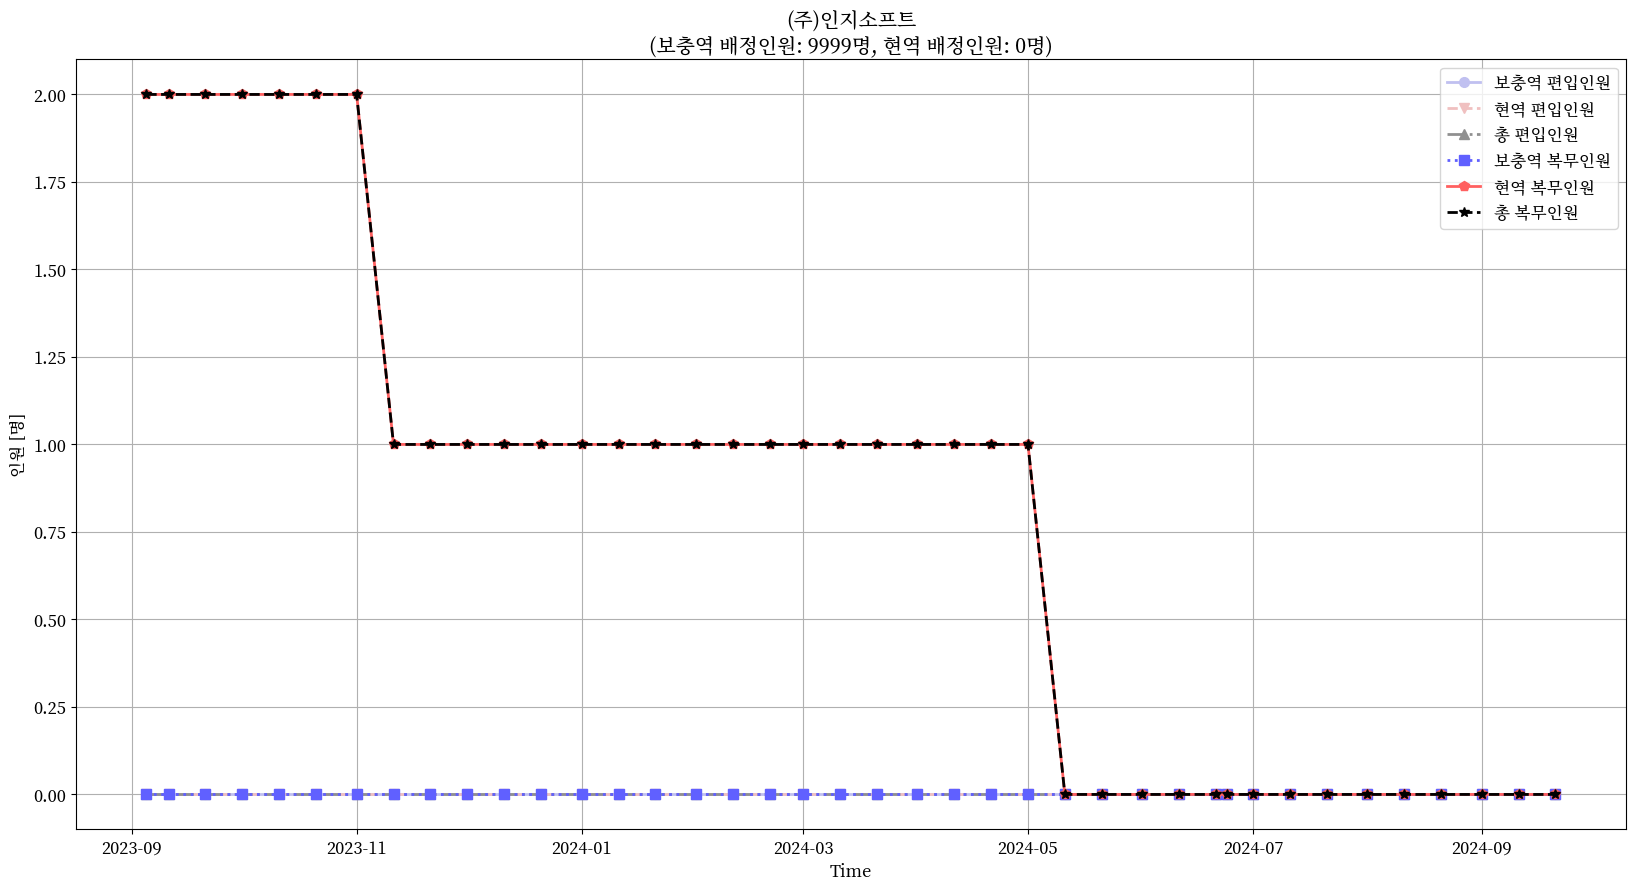 (주)인지소프트
(보충역 배정인원: 9999명, 현역 배정인원: 0명)
보충역 편입인원
현역 편입인원
총 편입인원
보충역 복무인원
현역 복무인원
총 복무인원
인원 [명]
2.00
1.75
1.50
1.25
1.00
0.75
0.50
0.25
0.00
2023-09
2023-11
2024-01
2024-03
2024-05
2024-07
2024-09
Time